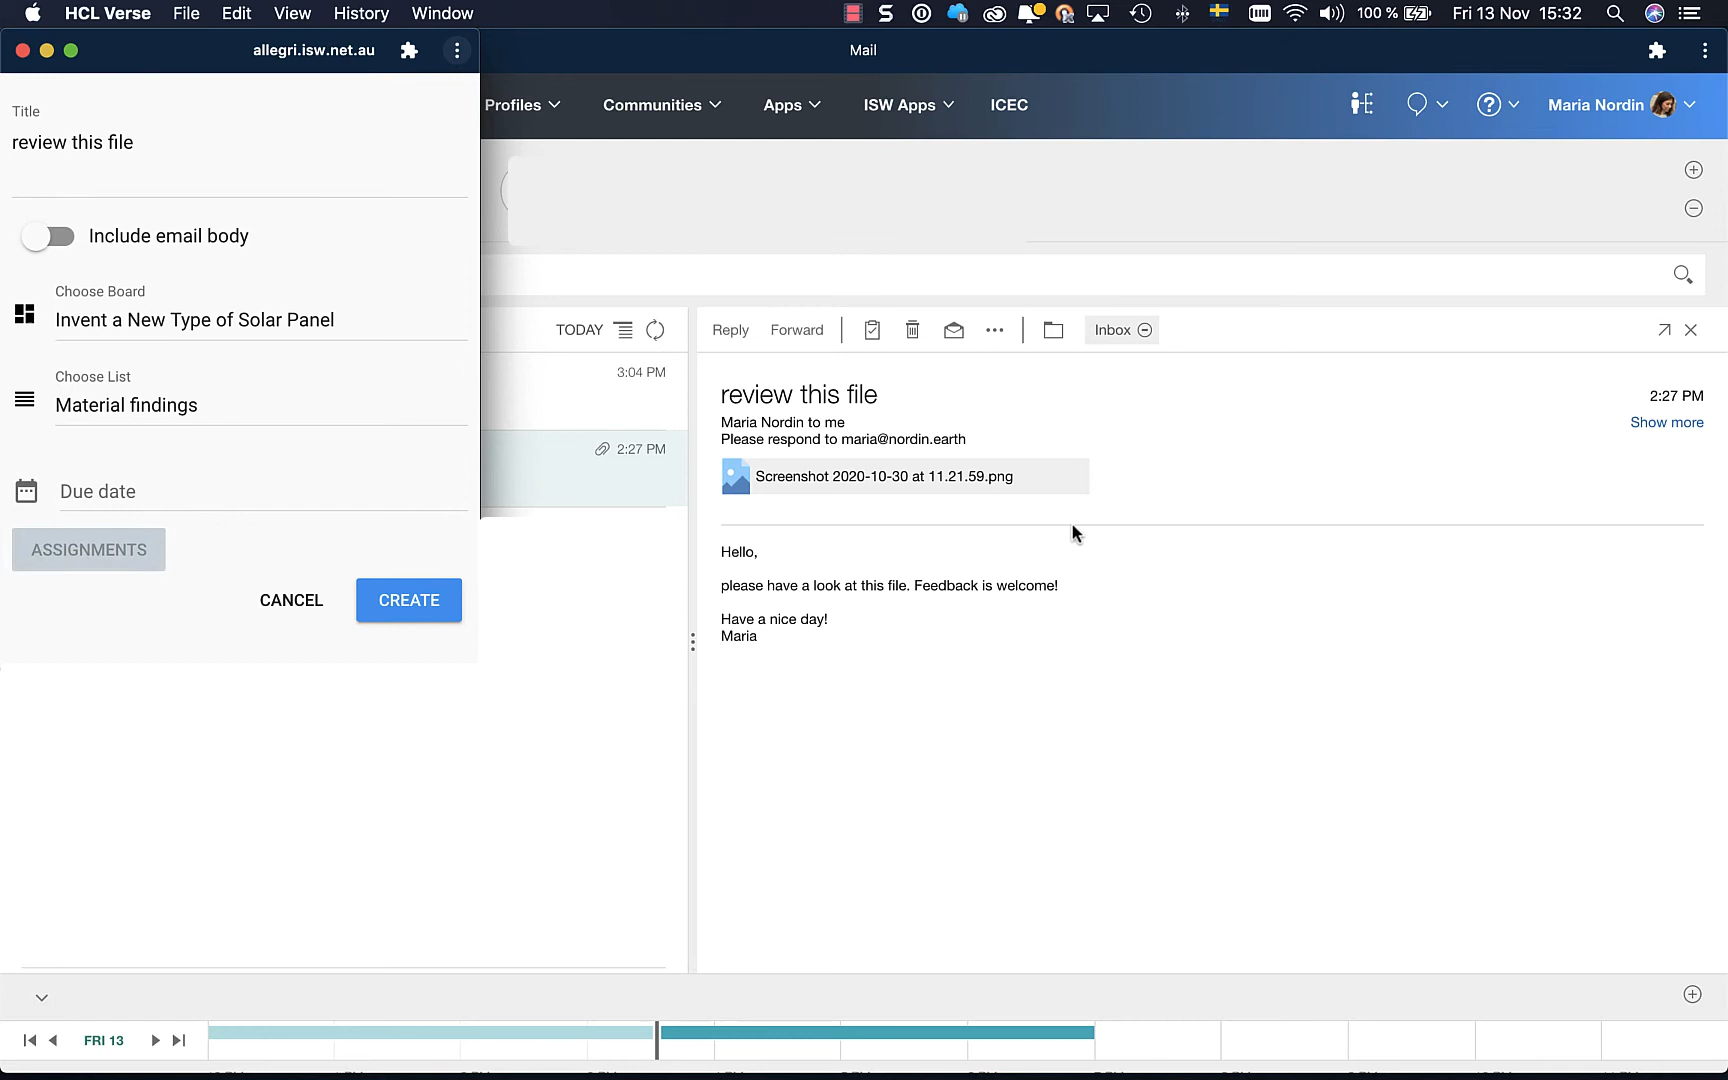 HCL Verse File Edit View History Window
100 % Fri 13 Nov 15:32
allegri.isw.net.au
Mail
Profiles Communities Apps ISW Apps ICEC
Maria Nordin
Title
review this file
Include email body
Choose Board
Invent a New Type of Solar Panel
Choose List
Material findings
Due date
ASSIGNMENTS
CANCEL CREATE
TODAY
3:04 PM
2:27 PM
Reply Forward Inbox
review this file
2:27 PM
Maria Nordin to me
Show more
Please respond to maria@nordin.earth
Screenshot 2020-10-30 at 11.21.59.png
Hello,
please have a look at this file. Feedback is welcome!
Have a nice day!
Maria
FRI 13